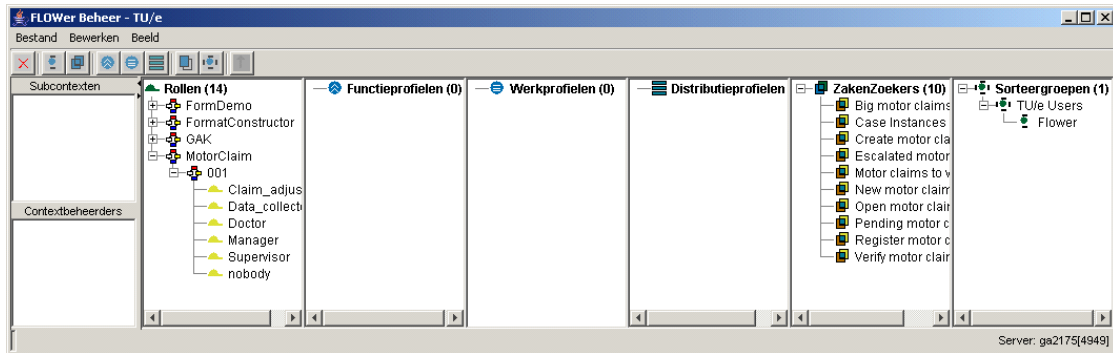 FLOWer Beheer - TU/e
Bestand Bewerken Beeld
Subcontexten
Contextbeheerders
Rollen (14)
FormDemo
FormatConstructor
GAK
MotorClaim
001
Claim_adjus
Data_collect
Doctor
Manager
Supervisor
nobody
Functieprofielen (0)
Werkprofielen (0)
Distributieprofielen
ZakenZoekers (10)
Big motor claims
Case Instances
Create motor cla
Escalated motor
Motor claims to v
New motor claim
Open motor clair
Pending motor c
Register motor c
Verify motor clair
Sorteergroepen (1)
TU/e Users
Flower
Server: ga2175[4949]